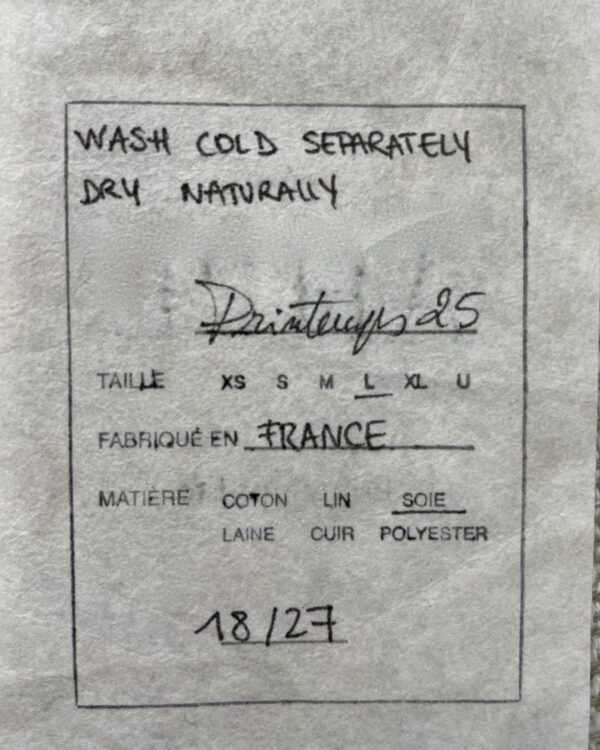 WASH COLD SEPARATELY
DRY NATURALLY
Printemps 25
TAILLE XS S M L XL U
FABRIQUÉ EN FRANCE
MATIÈRE COTON LIN SOIE
LAINE CUIR POLYESTER
18/27